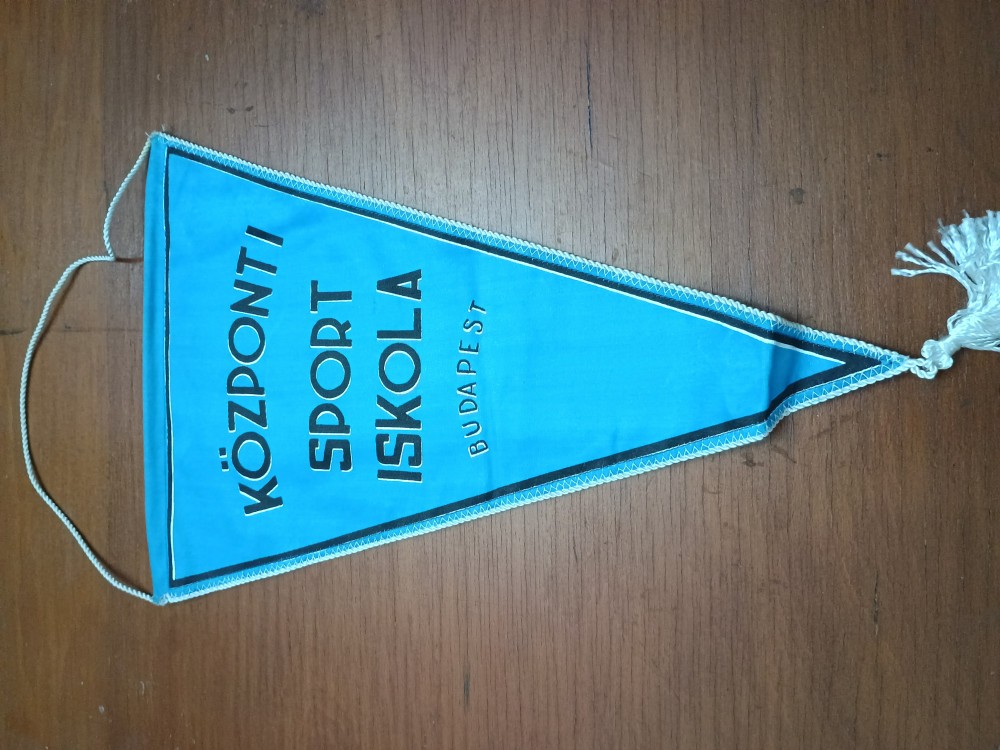 KÖZPONTI
SPORT
ISKOLA
BUDAPEST